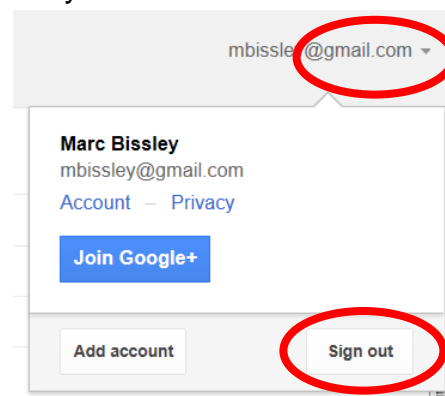 mbissley@gmail.com
Marc Bissley
mbissley@gmail.com
Account – Privacy
Join Google+
Add account
Sign out